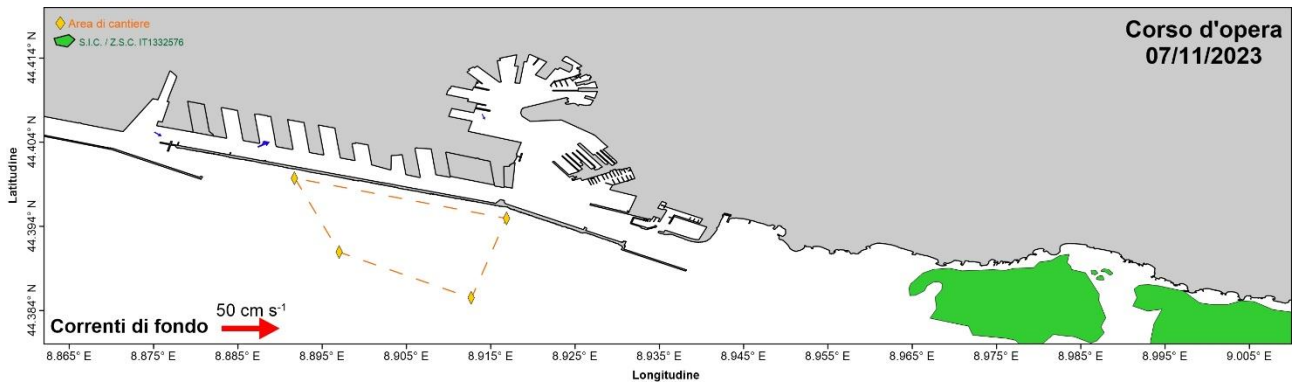 Area di cantiere
S.I.C. / Z.S.C. IT1332576
Corso d'opera
07/11/2023
Latitudine
44.414° N
44.404° N
44.394° N
44.384° N
Correnti di fondo
50 cm s⁻¹
8.865° E
8.875° E
8.885° E
8.895° E
8.905° E
8.915° E
8.925° E
8.935° E
8.945° E
8.955° E
8.965° E
8.975° E
8.985° E
8.995° E
9.005° E
Longitudine